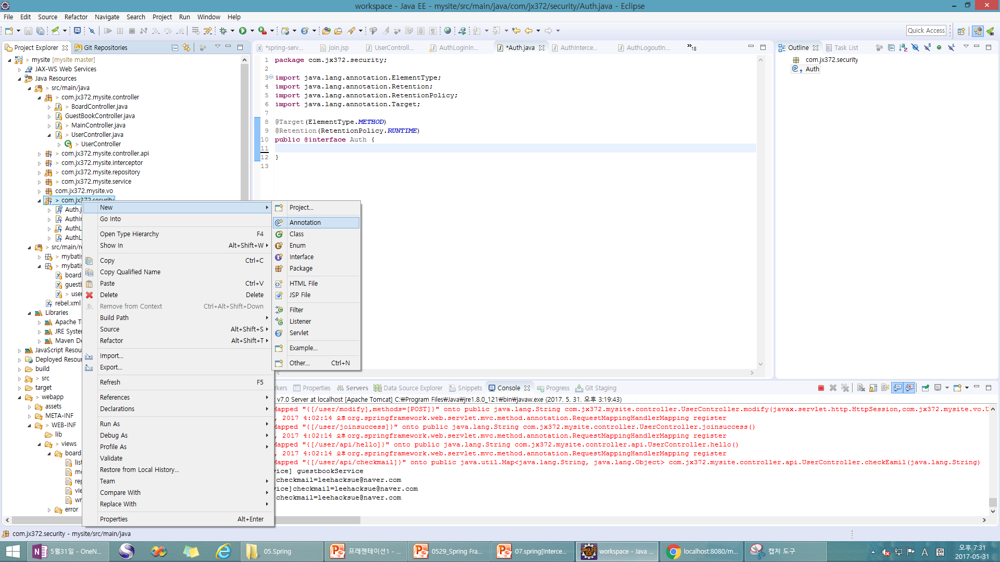 workspace - Java EE - mysite/src/main/java/com/jx372/security/Auth.java - Eclipse
File Edit Source Refactor Navigate Search Project Run Window Help
Quick Access
Project Explorer Git Repositories
mysite [mysite master]
JAX-WS Web Services
Java Resources
> src/main/java
> com.jx372.mysite.controller
> BoardController.java
GuestBookController.java
> MainController.java
> UserController.java
> UserController
> com.jx372.mysite.controller.api
> com.jx372.mysite.interceptor
> com.jx372.mysite.repository
> com.jx372.mysite.service
com.jx372.mysite.vo
> com.jx372.security
Auth.j
AuthIn
AuthL
AuthL
> src/main/re
> mybatis
> mybatis
board
guestb
> user
rebel.xml
Libraries
Apache T
JRE System
Maven De
JavaScript Resou
Deployed Resour
build
> src
target
> webapp
assets
META-INF
> WEB-INF
lib
> views
board
list
mo
rep
vie
wr
error
New
Go Into
Open Type Hierarchy F4
Show In Alt+Shift+W
Copy Ctrl+C
Copy Qualified Name
Paste Ctrl+V
Delete Delete
Remove from Context Ctrl+Alt+Shift+Down
Build Path
Source Alt+Shift+S
Refactor Alt+Shift+T
Import...
Export...
Refresh F5
References
Declarations
Run As
Debug As
Profile As
Validate
Restore from Local History...
Team
Compare With
Replace With
Properties Alt+Enter
Project...
Annotation
Class
Enum
Interface
Package
HTML File
JSP File
Filter
Listener
Servlet
Example...
Other... Ctrl+N
*spring-serv... join.jsp UserControll... AuthLoginIn... *Auth.java AuthInterce... AuthLogoutIn... »18
1 package com.jx372.security;
2
3 import java.lang.annotation.ElementType;
4 import java.lang.annotation.Retention;
5 import java.lang.annotation.RetentionPolicy;
6 import java.lang.annotation.Target;
7
8 @Target(ElementType.METHOD)
9 @Retention(RetentionPolicy.RUNTIME)
10 public @interface Auth {
11
12 }
13
Outline Task List
com.jx372.security
Auth
rkers Properties Servers Data Source Explorer Snippets Console Progress Git Staging
v7.0 Server at localhost [Apache Tomcat] C:₩Program Files₩Java₩jre1.8.0_121₩bin₩javaw.exe (2017. 5. 31. 오후 3:19:43)
Mapped "{[/user/modify],methods=[POST]}" onto public java.lang.String com.jx372.mysite.controller.UserController.modify(javax.servlet.http.HttpSession,com.jx372.mysite.vo.U
, 2017 4:02:14 오후 org.springframework.web.servlet.mvc.method.annotation.RequestMappingHandlerMapping register
Mapped "{[/user/joinsuccess]}" onto public java.lang.String com.jx372.mysite.controller.UserController.joinsuccess()
, 2017 4:02:14 오후 org.springframework.web.servlet.mvc.method.annotation.RequestMappingHandlerMapping register
Mapped "{[/user/api/hello]}" onto public java.lang.String com.jx372.mysite.controller.api.UserController.hello()
, 2017 4:02:14 오후 org.springframework.web.servlet.mvc.method.annotation.RequestMappingHandlerMapping register
Mapped "{[/user/api/checkmail]}" onto public java.util.Map<java.lang.String, java.lang.Object> com.jx372.mysite.controller.api.UserController.checkEamil(java.lang.String)
vice] guestbookService
checkmail=leehacksue@naver.com
vice]checkmail=leehacksue@naver.com
checkmail=leehacksue@naver.com
com.jx372.security - mysite/src/main/java
5월31일 - OneN... 05.Spring 프레젠테이션1 - ... 0529_Spring Fra... 07.spring[Interce... workspace - Java ... localhost:8080/m... 캡처 도구
A 한 오후 7:31
2017-05-31